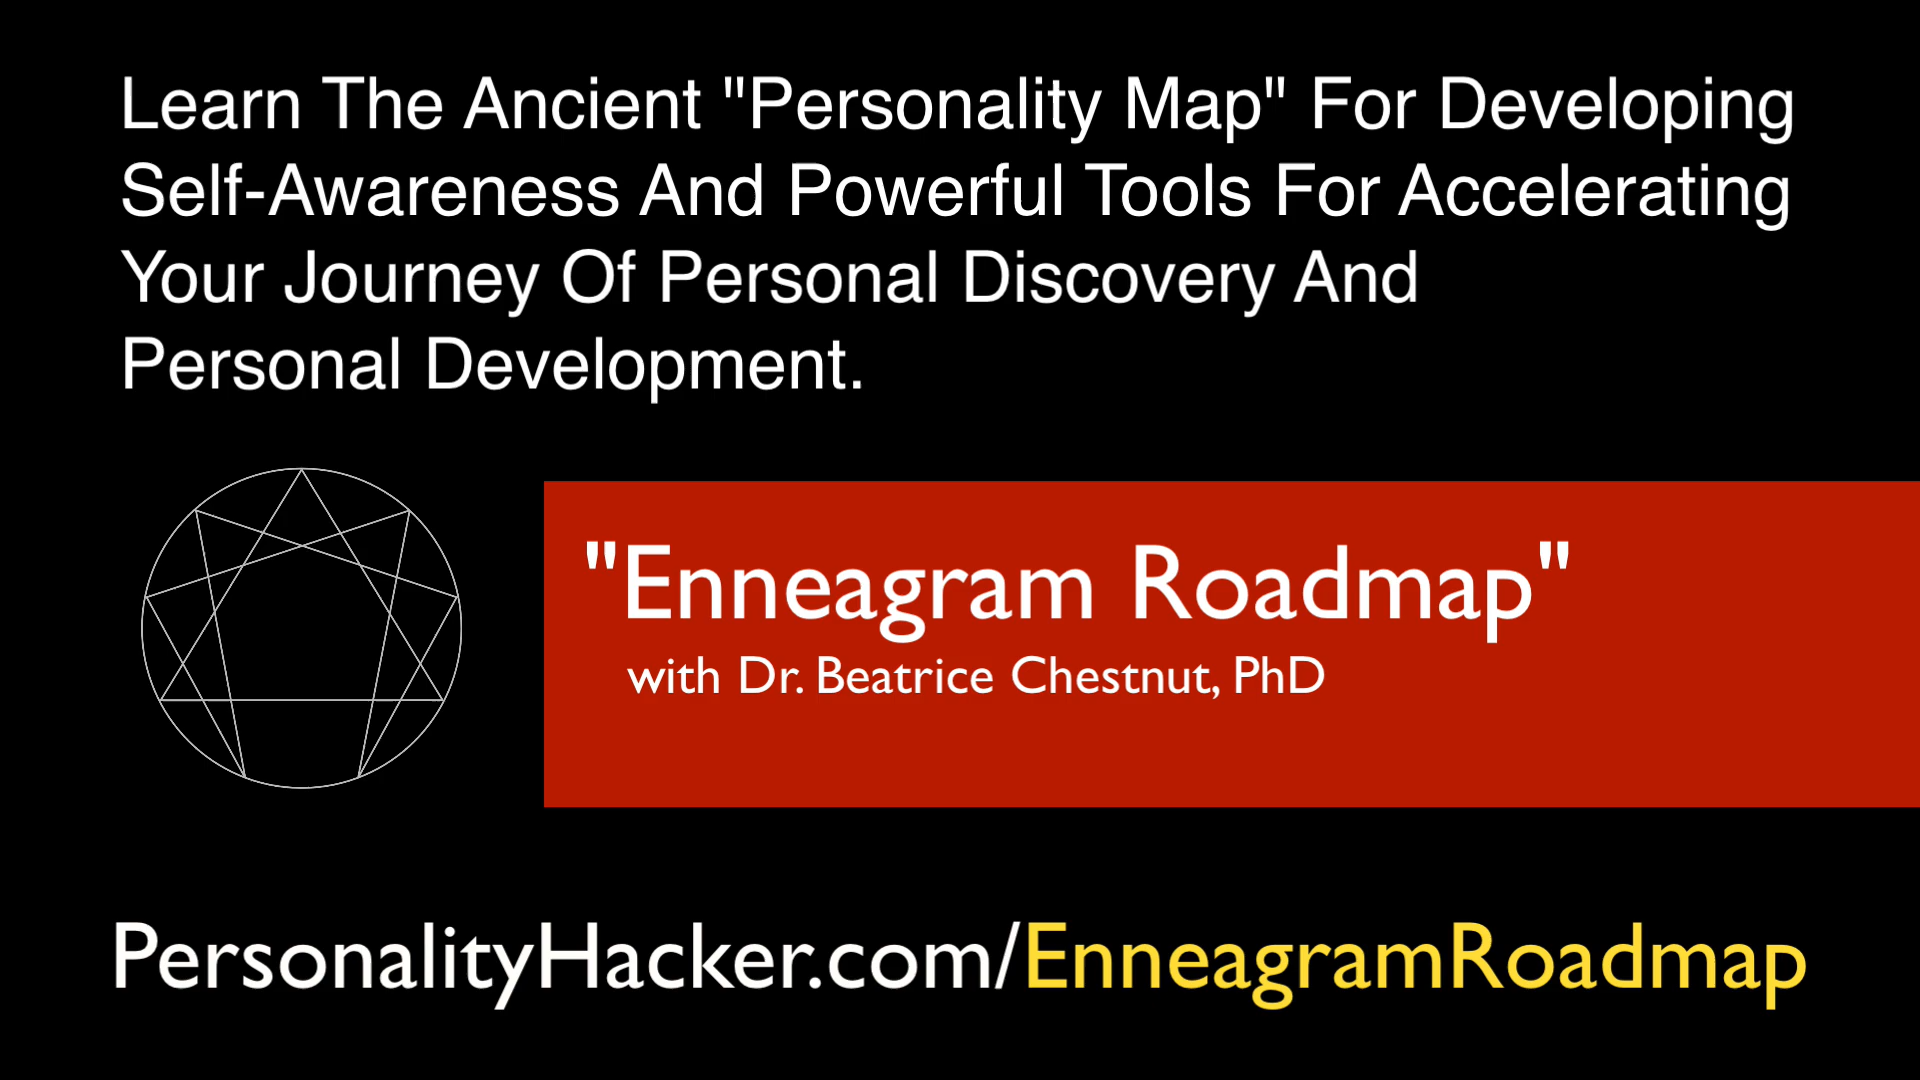 Learn The Ancient "Personality Map" For Developing
Self-Awareness And Powerful Tools For Accelerating
Your Journey Of Personal Discovery And
Personal Development.
"Enneagram Roadmap"
with Dr. Beatrice Chestnut, PhD
PersonalityHacker.com/EnneagramRoadmap